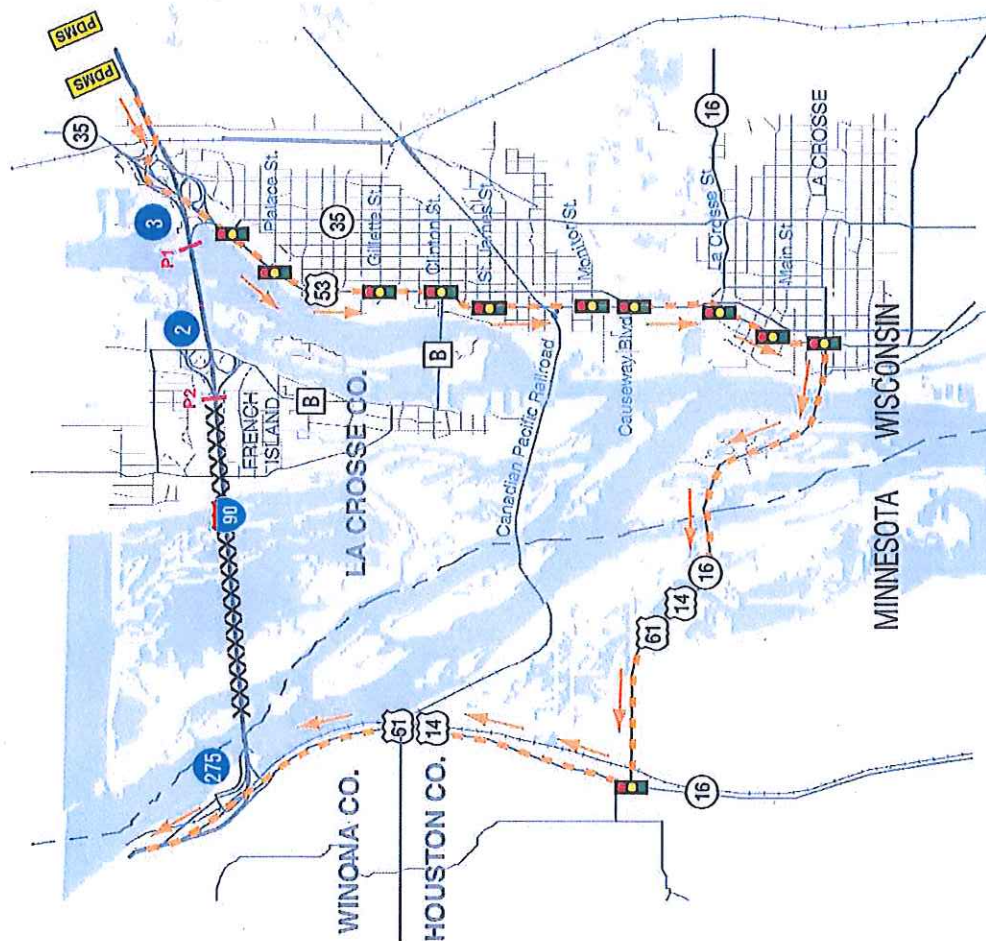 PDMS
PDMS
35
3
P1
2
P2
FRENCH
ISLAND
B
90
275
LA CROSSE CO.
Palace St.
35
53
Gillette St.
Clinton St.
B
St. James St.
Monitor St.
Causeway Blvd
Canadian Pacific Railroad
16
La Crosse St.
Main St
LA CROSSE
WISCONSIN
MINNESOTA
16
14
61
61
14
16
WINONA CO.
HOUSTON CO.